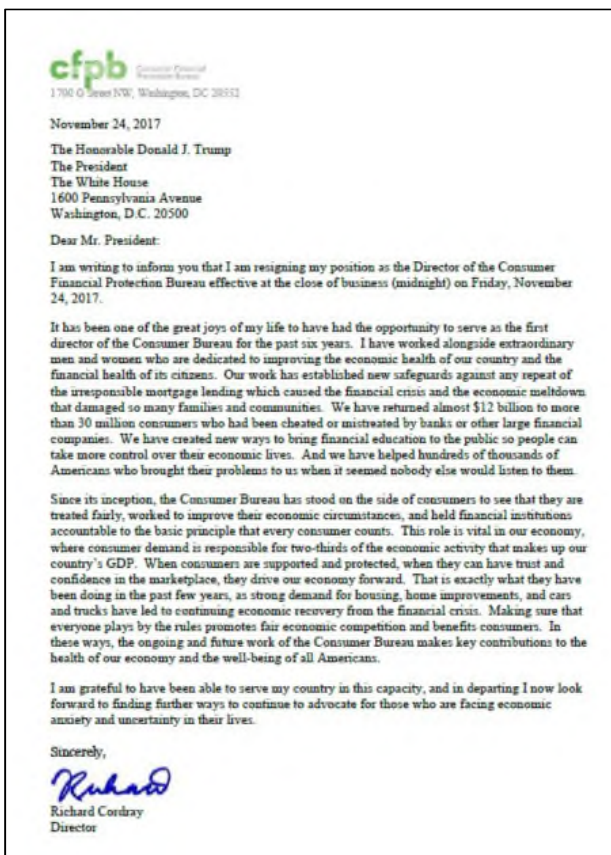 cfpb Consumer Financial
Protection Bureau
1700 G Street NW, Washington, DC 20552
November 24, 2017
The Honorable Donald J. Trump
The President
The White House
1600 Pennsylvania Avenue
Washington, D.C. 20500
Dear Mr. President:
I am writing to inform you that I am resigning my position as the Director of the Consumer
Financial Protection Bureau effective at the close of business (midnight) on Friday, November
24, 2017.
It has been one of the great joys of my life to have had the opportunity to serve as the first
director of the Consumer Bureau for the past six years. I have worked alongside extraordinary
men and women who are dedicated to improving the economic health of our country and the
financial health of its citizens. Our work has established new safeguards against any repeat of
the irresponsible mortgage lending which caused the financial crisis and the economic meltdown
that damaged so many families and communities. We have returned almost $12 billion to more
than 30 million consumers who had been cheated or mistreated by banks or other large financial
companies. We have created new ways to bring financial education to the public so people can
take more control over their economic lives. And we have helped hundreds of thousands of
Americans who brought their problems to us when it seemed nobody else would listen to them.
Since its inception, the Consumer Bureau has stood on the side of consumers to see that they are
treated fairly, worked to improve their economic circumstances, and held financial institutions
accountable to the basic principle that every consumer counts. This role is vital in our economy,
where consumer demand is responsible for two-thirds of the economic activity that makes up our
country's GDP. When consumers are supported and protected, when they can have trust and
confidence in the marketplace, they drive our economy forward. That is exactly what they have
been doing in the past few years, as strong demand for housing, home improvements, and cars
and trucks have led to continuing economic recovery from the financial crisis. Making sure that
everyone plays by the rules promotes fair economic competition and benefits consumers. In
these ways, the ongoing and future work of the Consumer Bureau makes key contributions to the
health of our economy and the well-being of all Americans.
I am grateful to have been able to serve my country in this capacity, and in departing I now look
forward to finding further ways to continue to advocate for those who are facing economic
anxiety and uncertainty in their lives.
Sincerely,
Richard
Richard Cordray
Director